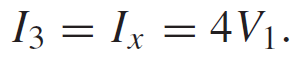 I₃ = Iₓ = 4V₁.